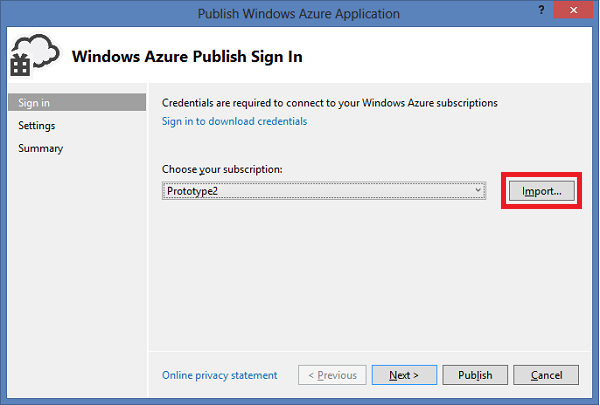 Publish Windows Azure Application
?
Windows Azure Publish Sign In
Sign in
Settings
Summary
Credentials are required to connect to your Windows Azure subscriptions
Sign in to download credentials
Choose your subscription:
Prototype2
Import...
Online privacy statement
< Previous
Next >
Publish
Cancel